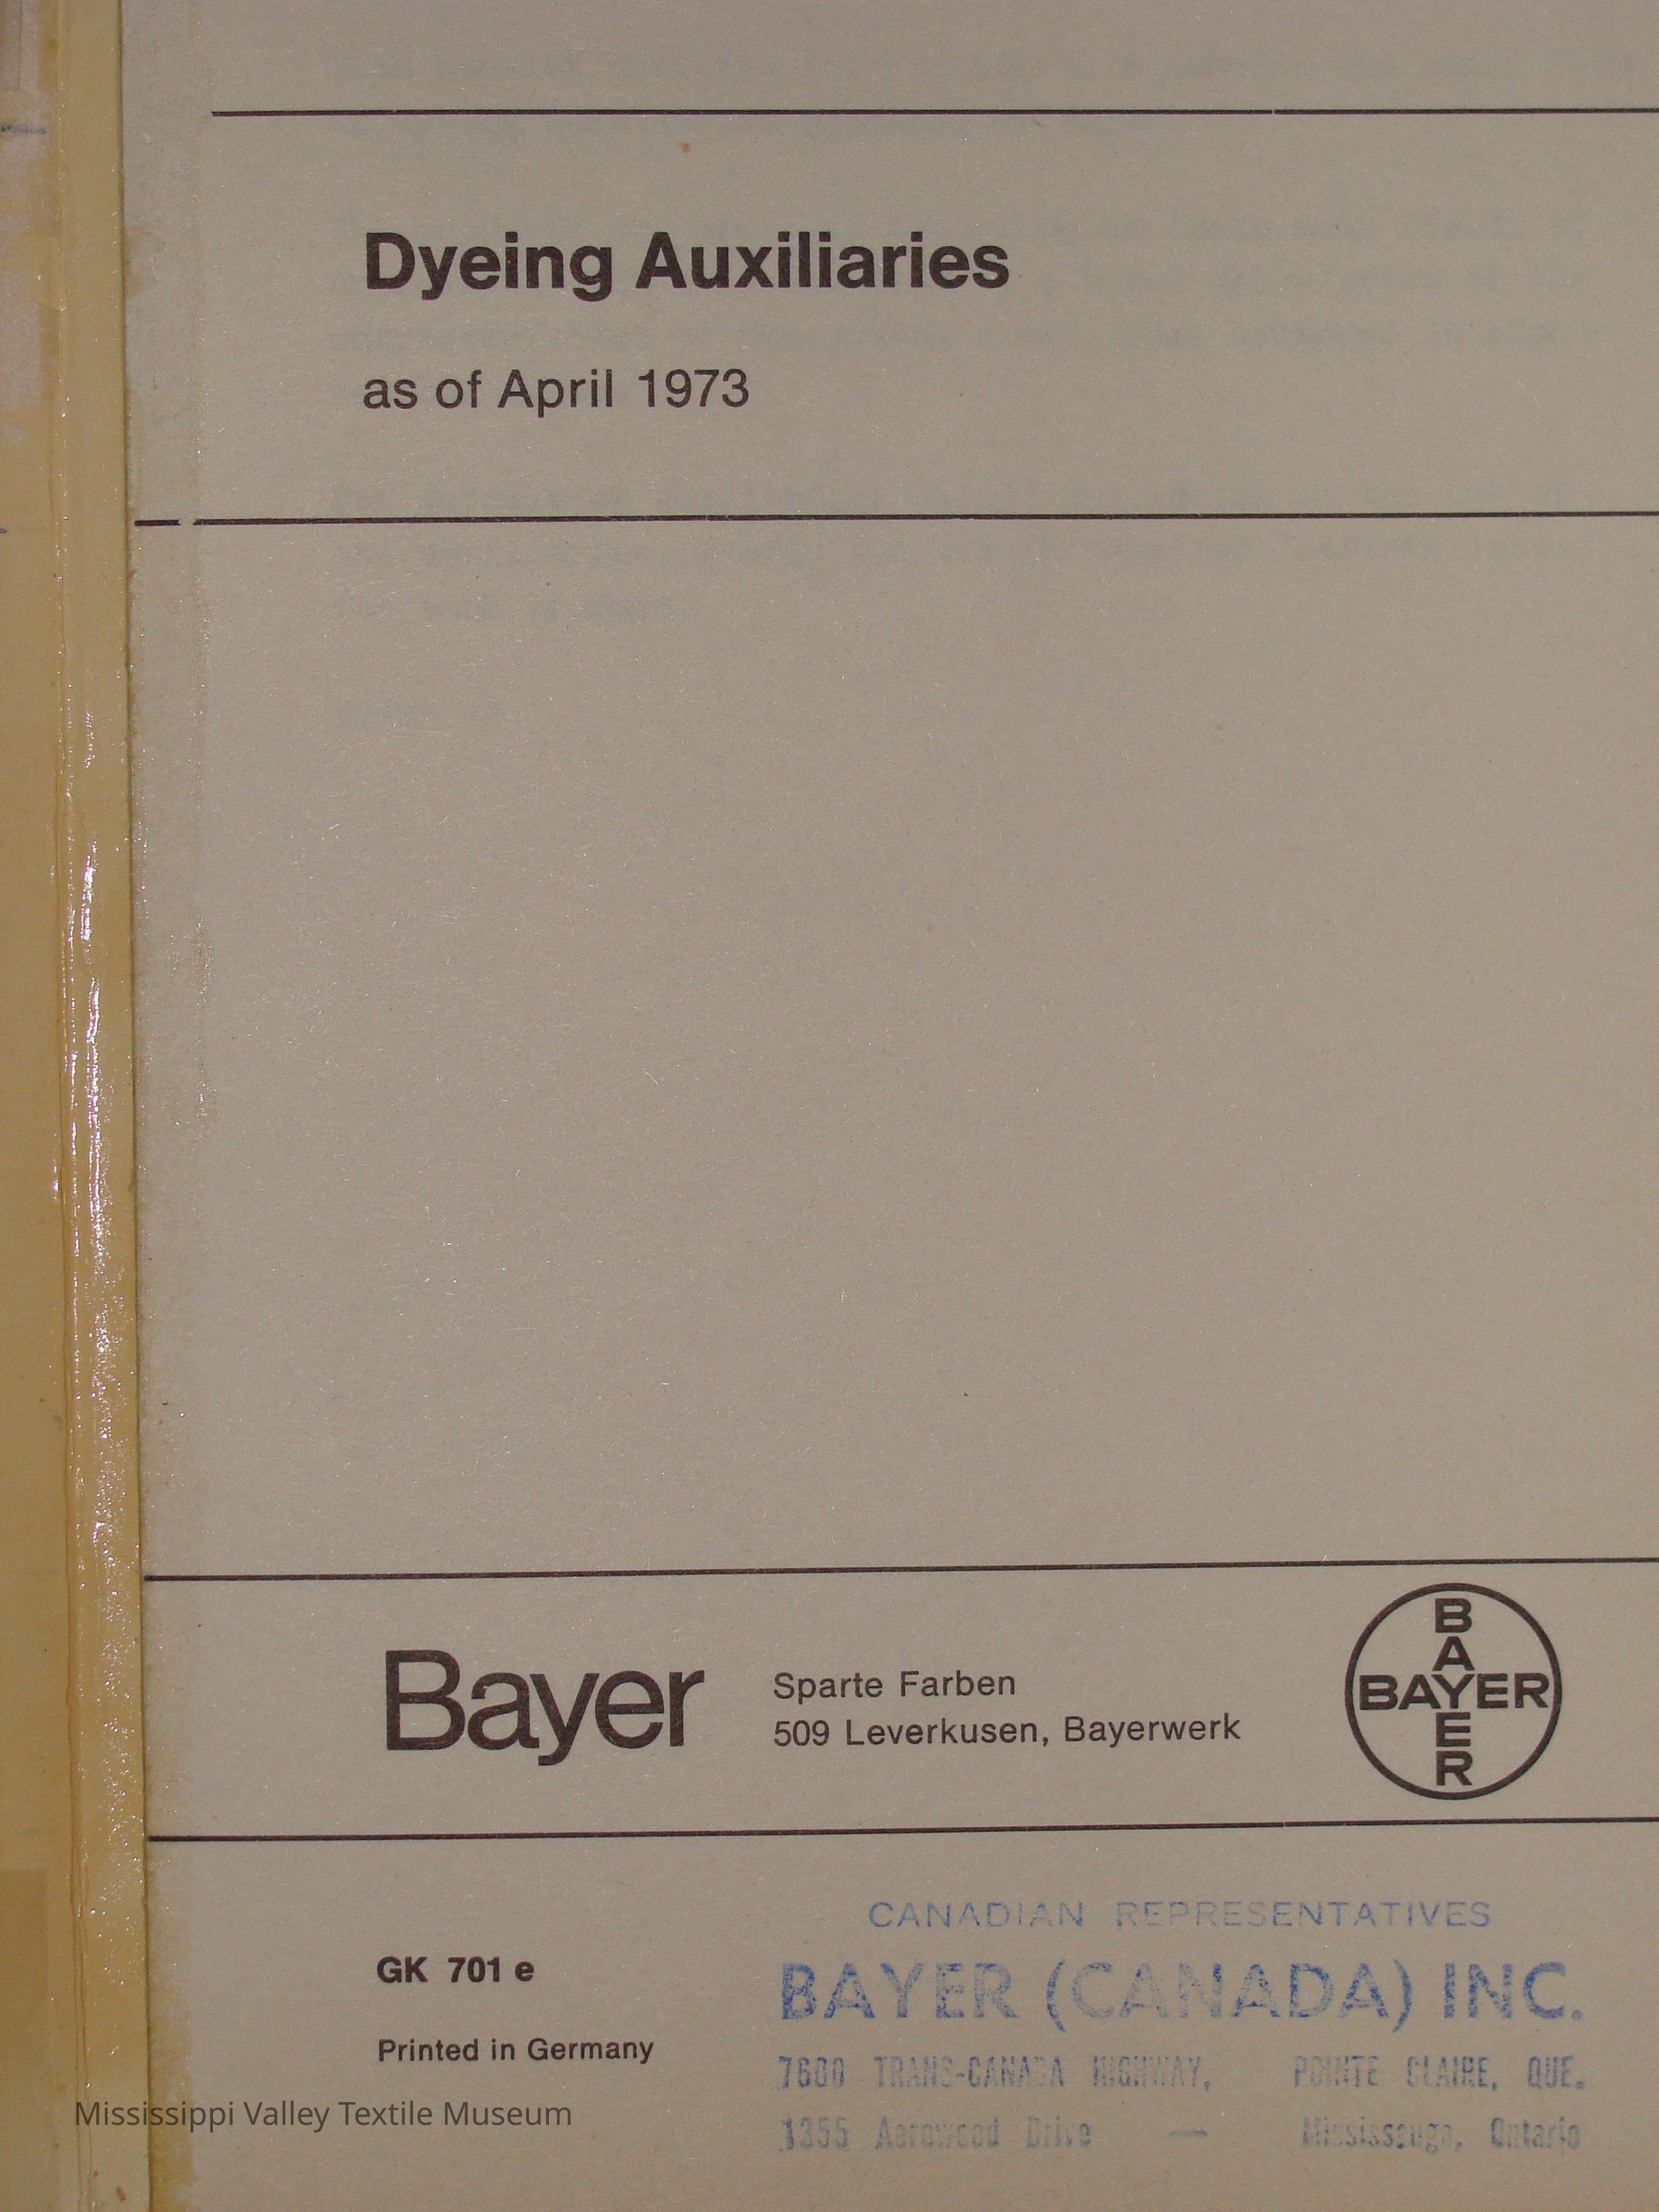 Dyeing Auxiliaries
as of April 1973
Bayer
Sparte Farben
509 Leverkusen, Bayerwerk
BAYER
BAYER
CANADIAN REPRESENTATIVES
BAYER (CANADA) INC.
7600 TRANS-CANADA HIGHWAY, POINTE CLAIRE, QUE.
1355 Aerowood Drive — Mississauga, Ontario
GK 701 e
Printed in Germany
Mississippi Valley Textile Museum